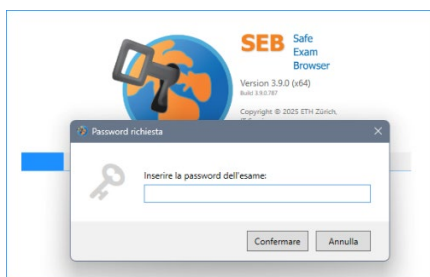 SEB Safe
Exam
Browser
Version 3.9.0 (x64)
Build 3.9.0.787
Copyright © 2025 ETH Zürich,
Password richiesta
Inserire la password dell'esame:
Confermare Annulla